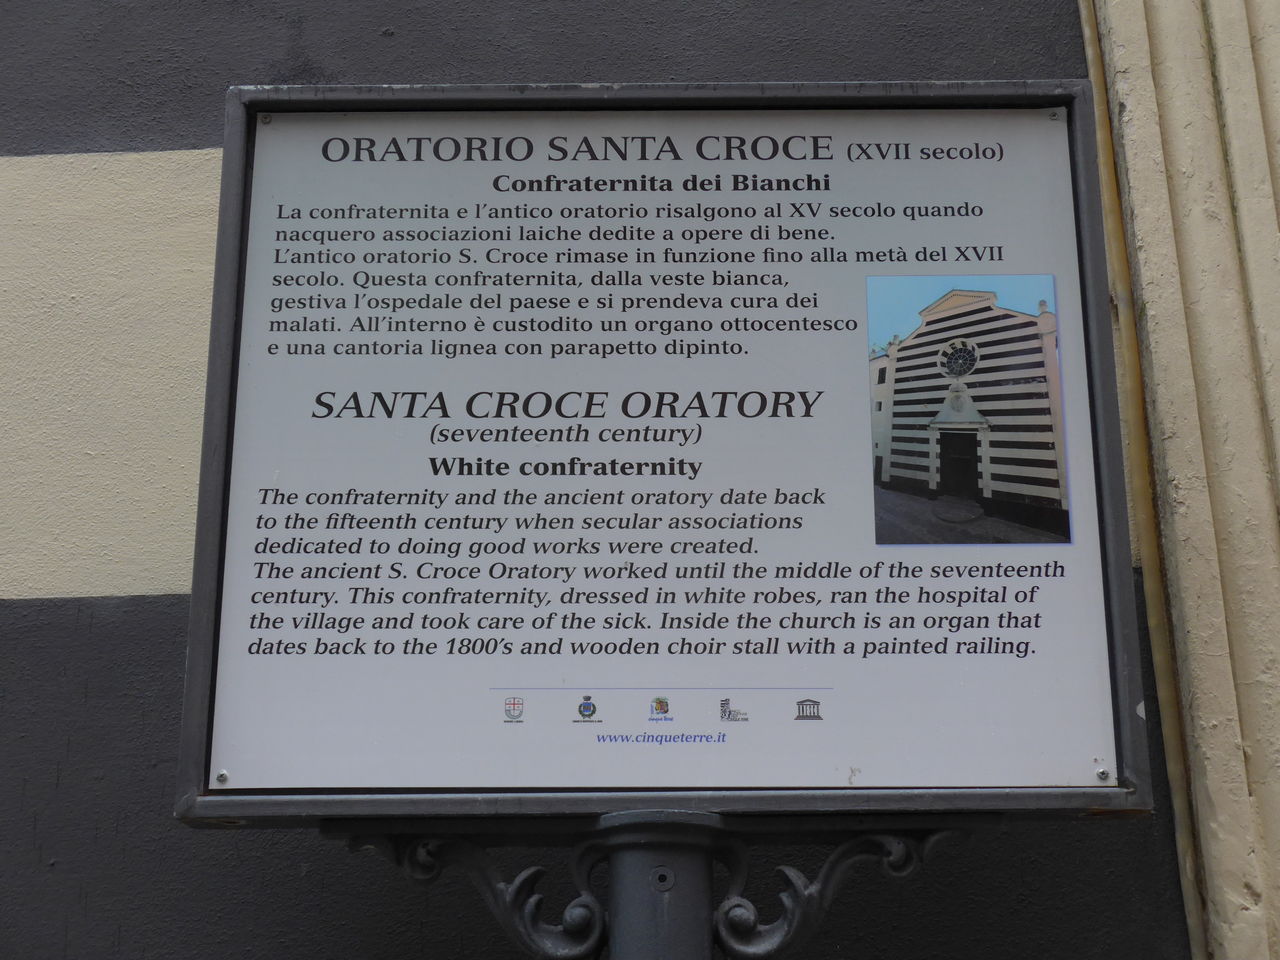 ORATORIO SANTA CROCE (XVII secolo)
Confraternita dei Bianchi
La confraternita e l'antico oratorio risalgono al XV secolo quando
nacquero associazioni laiche dedite a opere di bene.
L'antico oratorio S. Croce rimase in funzione fino alla metà del XVII
secolo. Questa confraternita, dalla veste bianca,
gestiva l'ospedale del paese e si prendeva cura dei
malati. All'interno è custodito un organo ottocentesco
e una cantoria lignea con parapetto dipinto.
SANTA CROCE ORATORY
(seventeenth century)
White confraternity
The confraternity and the ancient oratory date back
to the fifteenth century when secular associations
dedicated to doing good works were created.
The ancient S. Croce Oratory worked until the middle of the seventeenth
century. This confraternity, dressed in white robes, ran the hospital of
the village and took care of the sick. Inside the church is an organ that
dates back to the 1800's and wooden choir stall with a painted railing.
www.cinqueterre.it